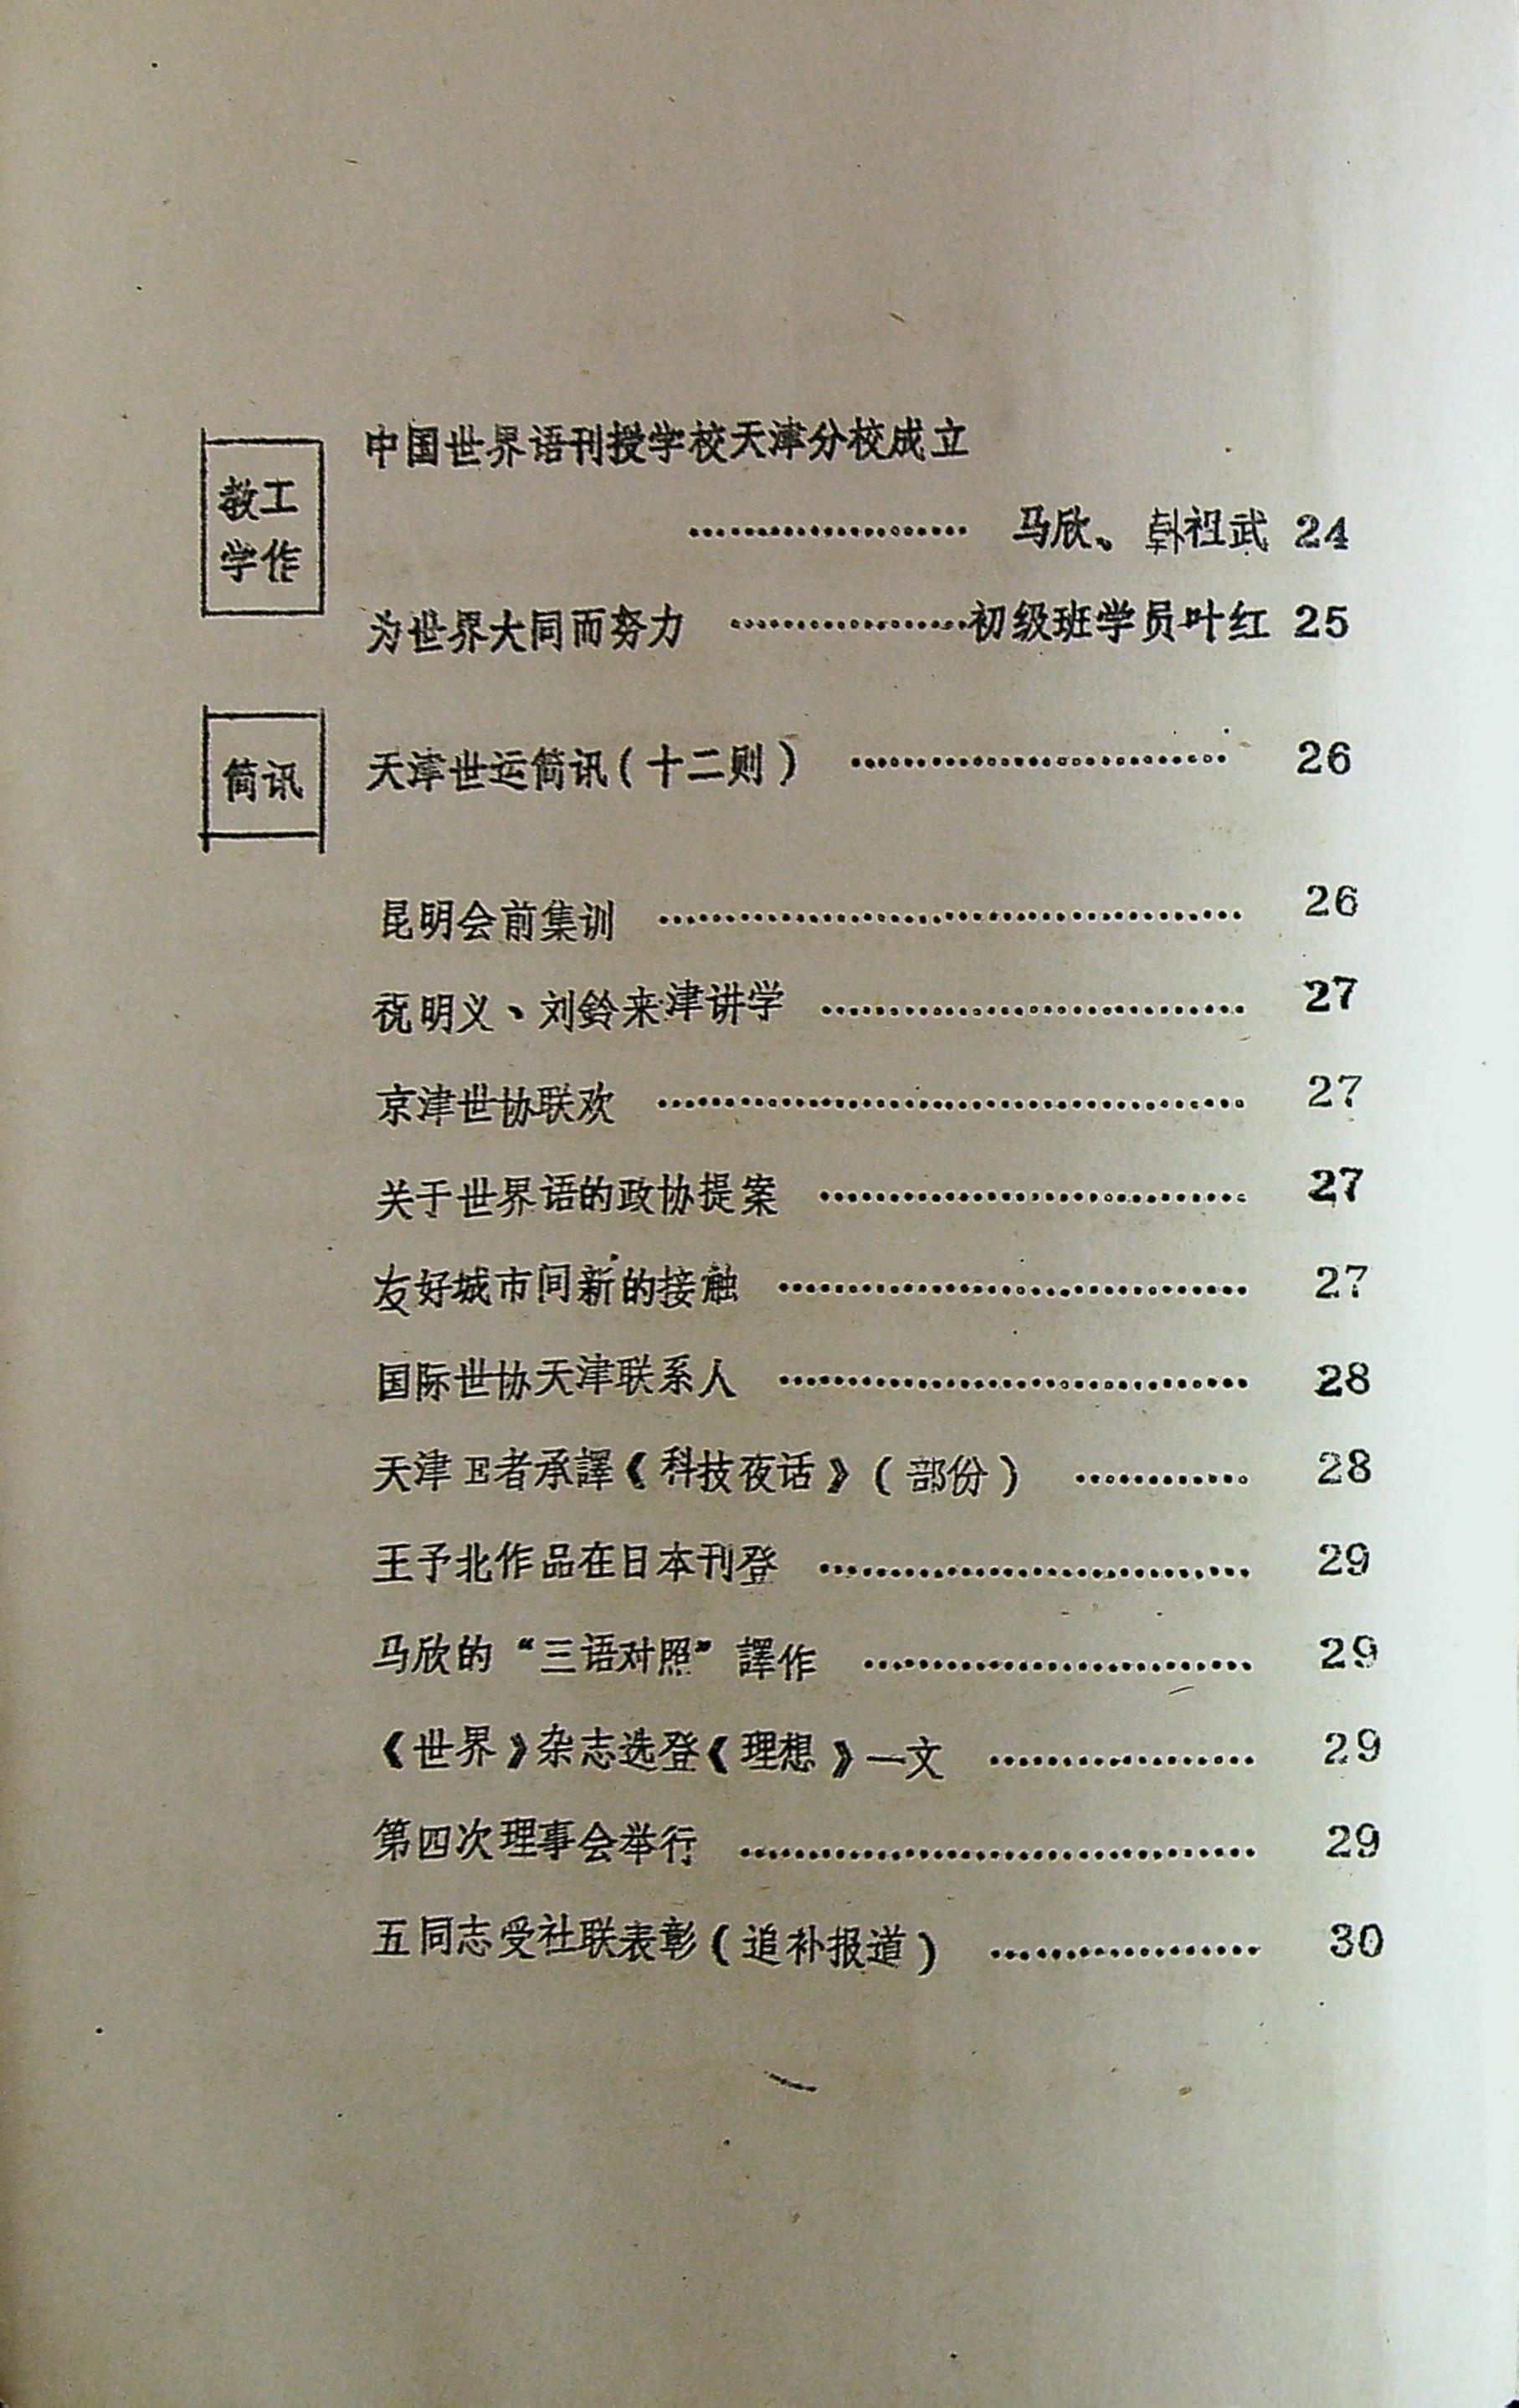 教工
学作
中国世界语刊授学校天津分校成立
………………… 马欣、韩祖武 24
为世界大同而努力 ………………初级班学员叶红 25
简讯
天津世运简讯(十二则) ……………………… 26
昆明会前集训 …………………………………… 26
祝明义、刘鈴来津讲学 ………………………… 27
京津世协联欢 …………………………………… 27
关于世界语的政协提案 ………………………… 27
友好城市间新的接触 …………………………… 27
国际世协天津联系人 …………………………… 28
天津E者承譯《科技夜话》(部份) ………… 28
王予北作品在日本刊登 ………………………… 29
马欣的“三语对照”譯作 ……………………… 29
《世界》杂志选登《理想》一文 ……………… 29
第四次理事会举行 ……………………………… 29
五同志受社联表彰(追补报道) ……………… 30